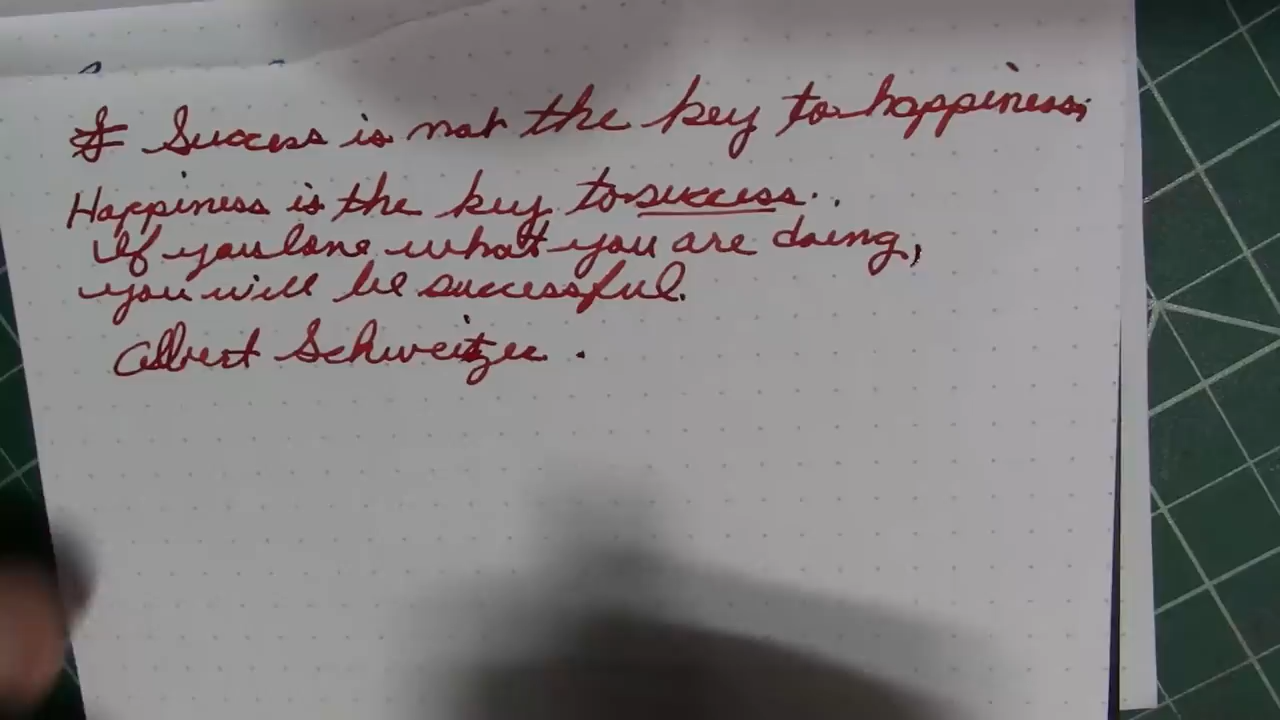 Success is not the key to happiness;
Happiness is the key to success..
If you love what you are doing,
you will be successful.
Albert Schweitzer.